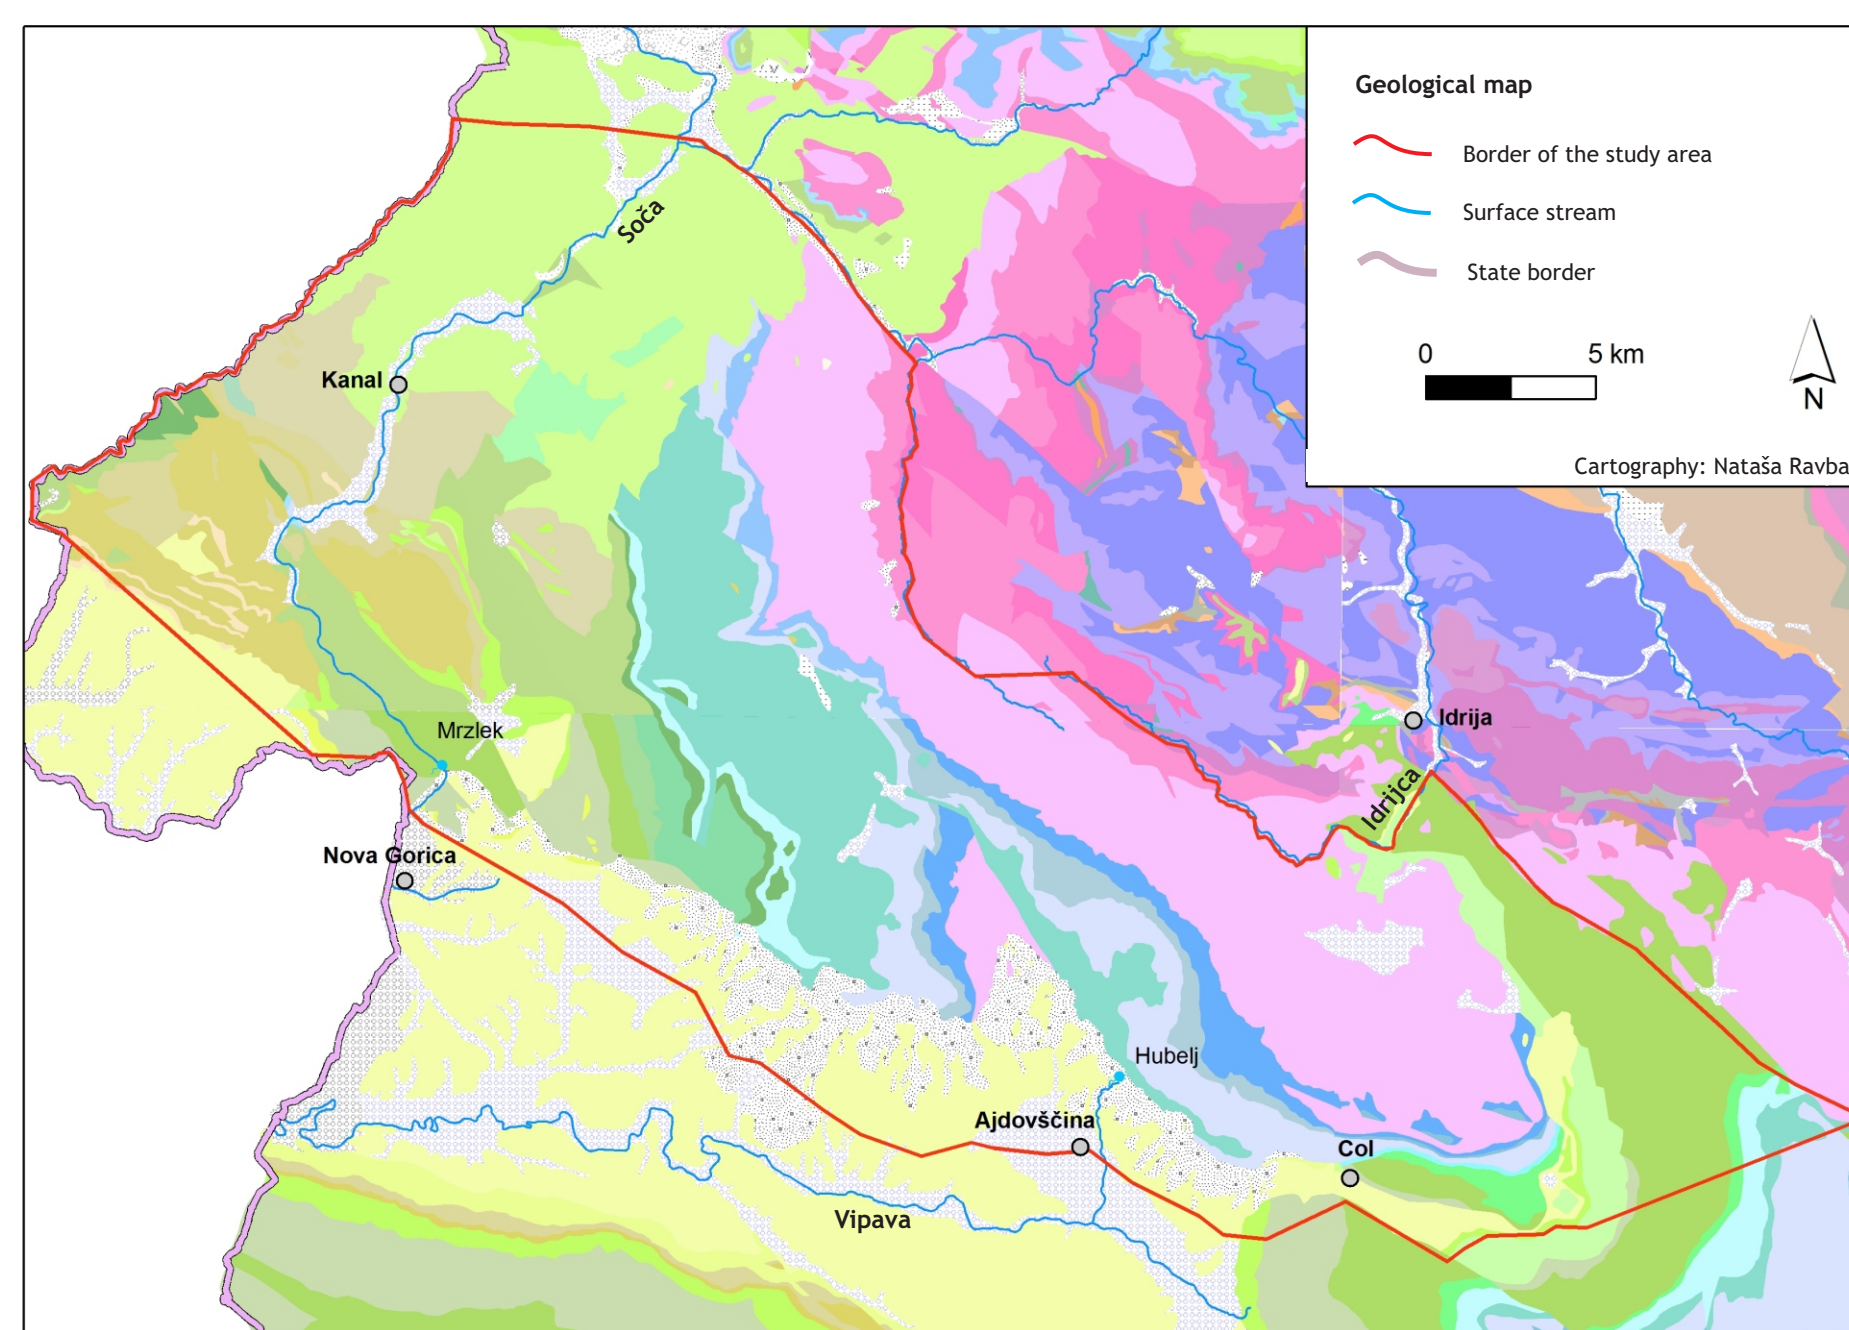 Geological map
Border of the study area
Surface stream
State border
0 5 km
N
Cartography: Nataša Ravba
Soča
Kanal
Mrzlek
Idrija
Idrijca
Nova Gorica
Hubelj
Ajdovščina
Col
Vipava